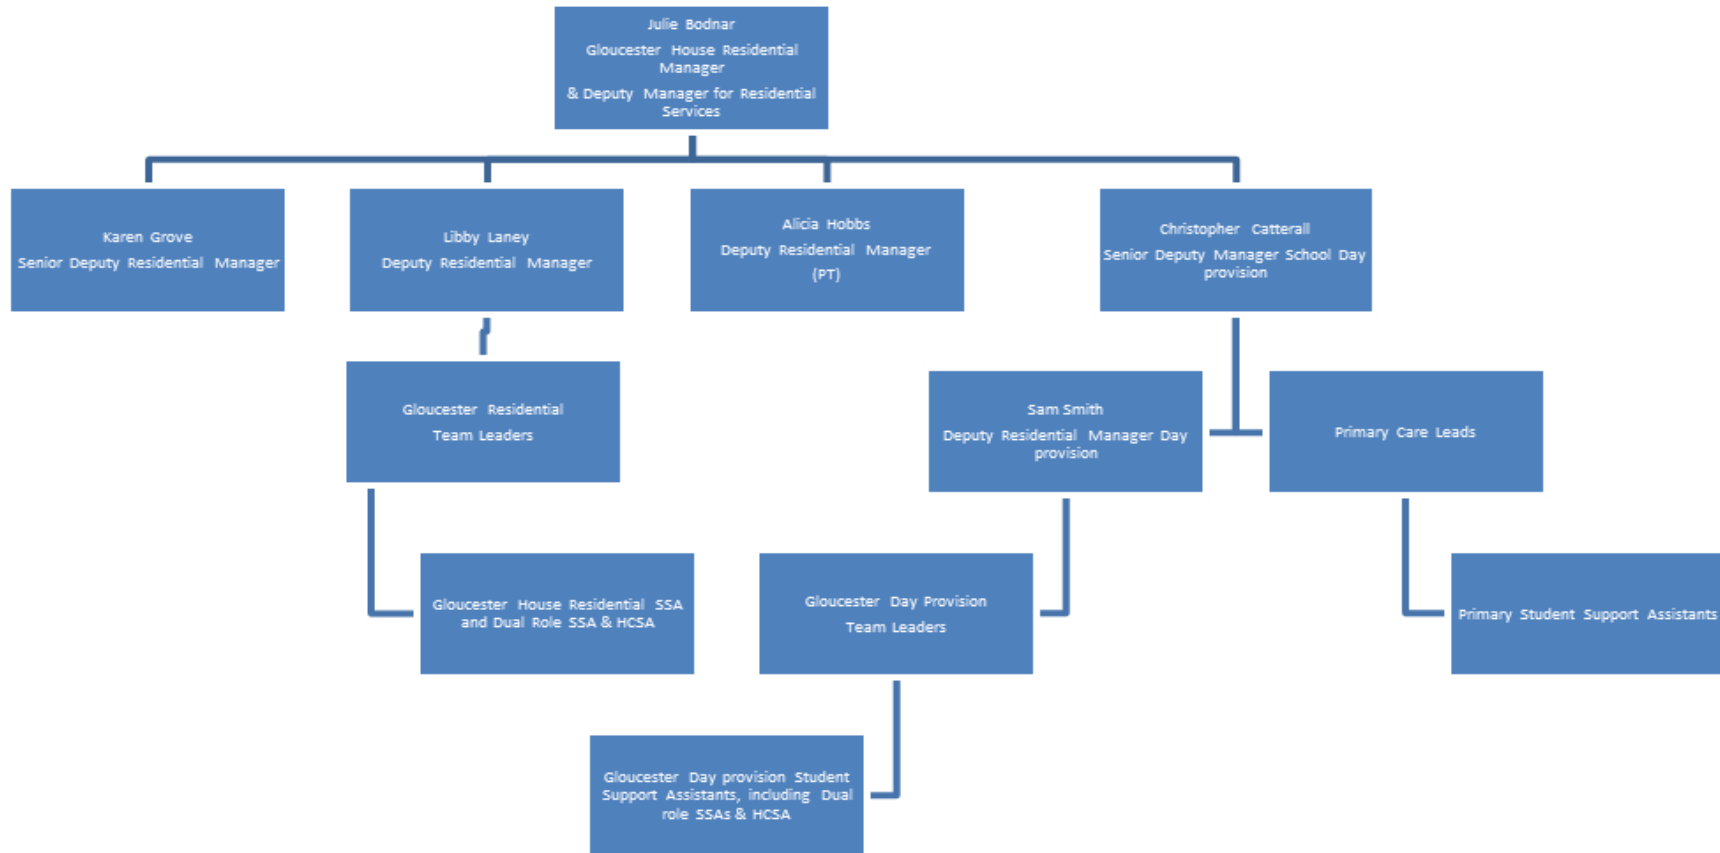 Julie Bodnar
Gloucester House Residential
Manager
& Deputy Manager for Residential
Services
Karen Grove
Senior Deputy Residential Manager
Libby Laney
Deputy Residential Manager
Alicia Hobbs
Deputy Residential Manager
(PT)
Christopher Catterall
Senior Deputy Manager School Day
provision
Gloucester Residential
Team Leaders
Sam Smith
Deputy Residential Manager Day
provision
Primary Care Leads
Gloucester House Residential SSA
and Dual Role SSA & HCSA
Gloucester Day Provision
Team Leaders
Primary Student Support Assistants
Gloucester Day provision Student
Support Assistants, including Dual
role SSAs & HCSA